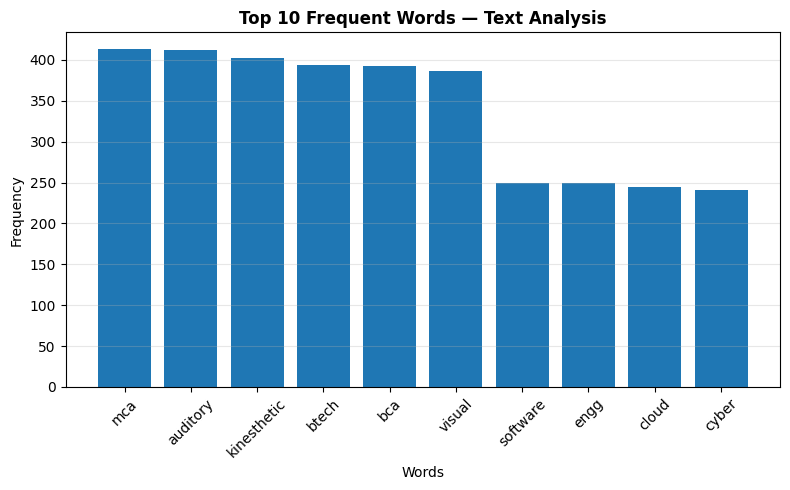 Top 10 Frequent Words — Text Analysis
Frequency
400
350
300
250
200
150
100
50
0
mca
auditory
kinesthetic
btech
bca
visual
software
engg
cloud
cyber
Words